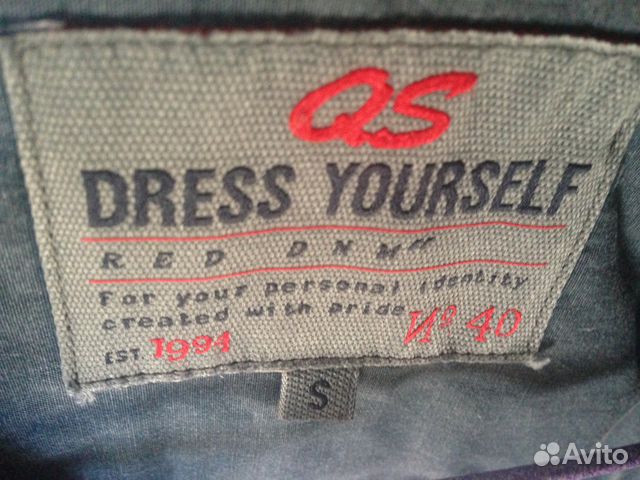 QS
DRESS YOURSELF
RED DNM"
For your personal identity
created with pride
EST. 1994 Nº 40
S
Avito